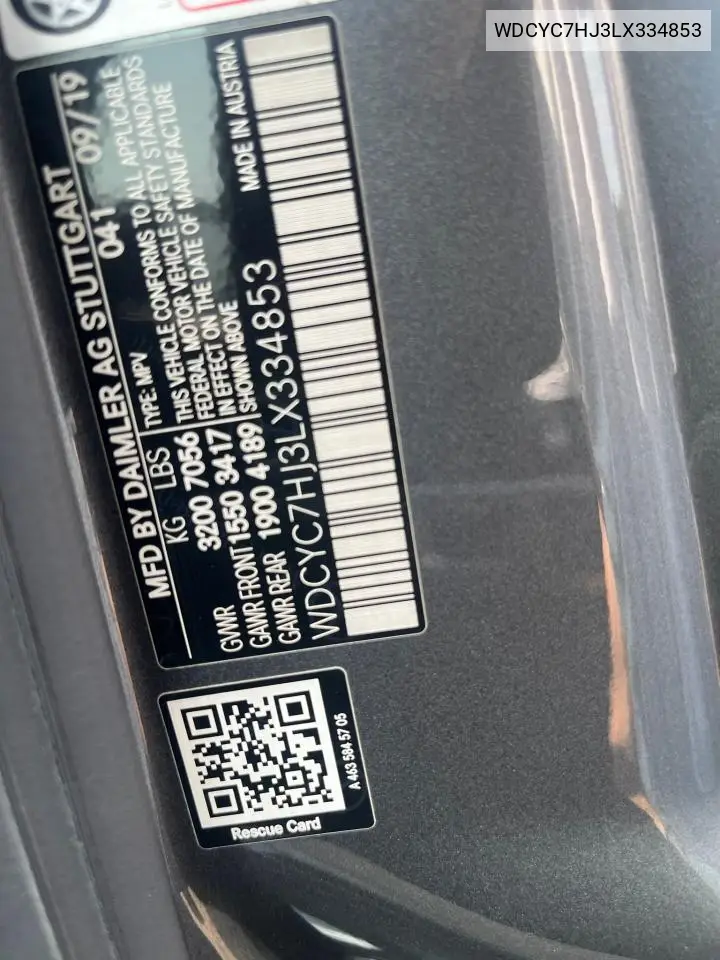 WDCYC7HJ3LX334853
MFD BY DAIMLER AG STUTTGART
041 09/19
KG LBS
TYPE: MPV
GVWR 3200 7056
GAWR FRONT 1550 3417
GAWR REAR 1900 4189
THIS VEHICLE CONFORMS TO ALL APPLICABLE
FEDERAL MOTOR VEHICLE SAFETY STANDARDS
IN EFFECT ON THE DATE OF MANUFACTURE
SHOWN ABOVE
MADE IN AUSTRIA
WDCYC7HJ3LX334853
A 463 584 57 05
Rescue Card